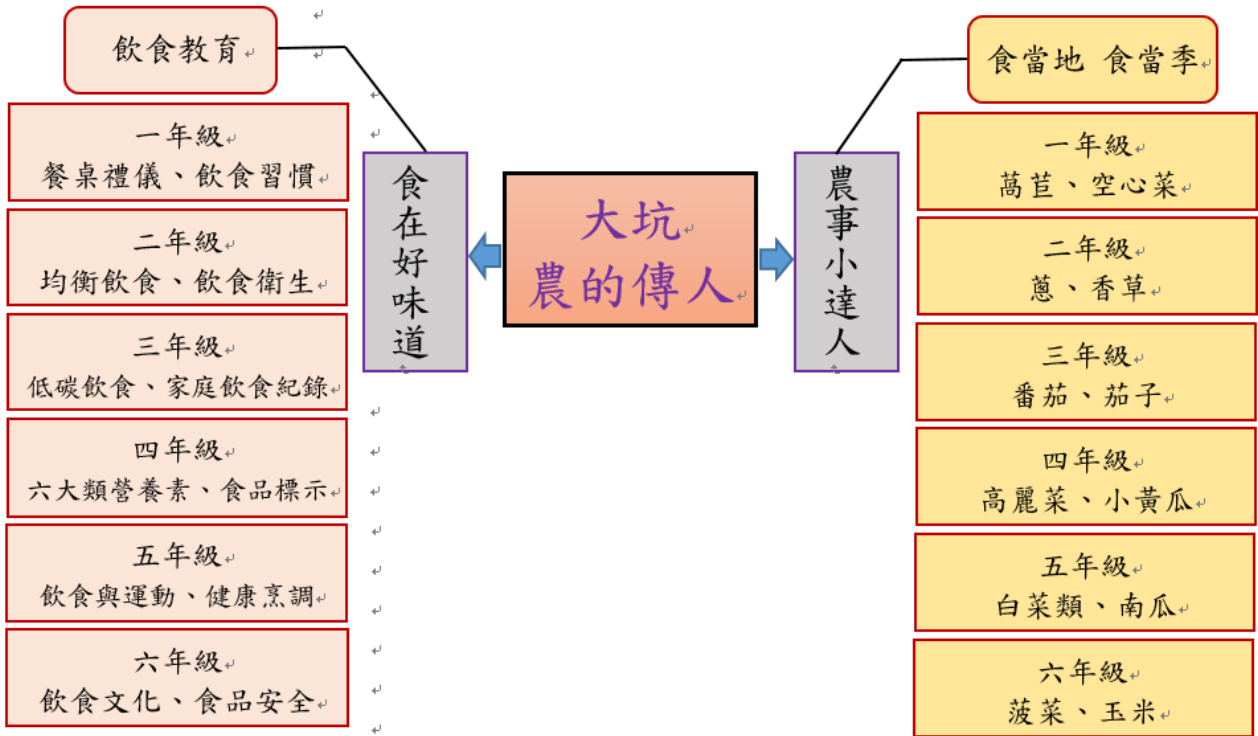 飲食教育
一年級
餐桌禮儀、飲食習慣
二年級
均衡飲食、飲食衛生
三年級
低碳飲食、家庭飲食紀錄
四年級
六大類營養素、食品標示
五年級
飲食與運動、健康烹調
六年級
飲食文化、食品安全
食在好味道
大坑
農的傳人
農事小達人
食當地 食當季
一年級
萵苣、空心菜
二年級
蔥、香草
三年級
番茄、茄子
四年級
高麗菜、小黃瓜
五年級
白菜類、南瓜
六年級
菠菜、玉米